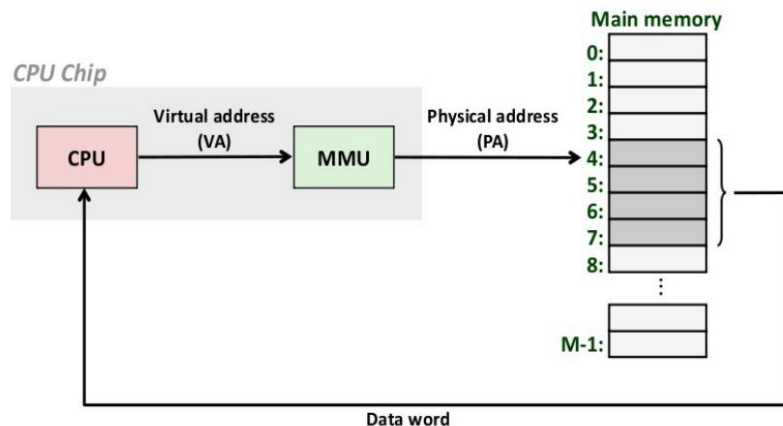 Main memory
CPU Chip
CPU
Virtual address
(VA)
MMU
Physical address
(PA)
0:
1:
2:
3:
4:
5:
6:
7:
8:
M-1:
Data word